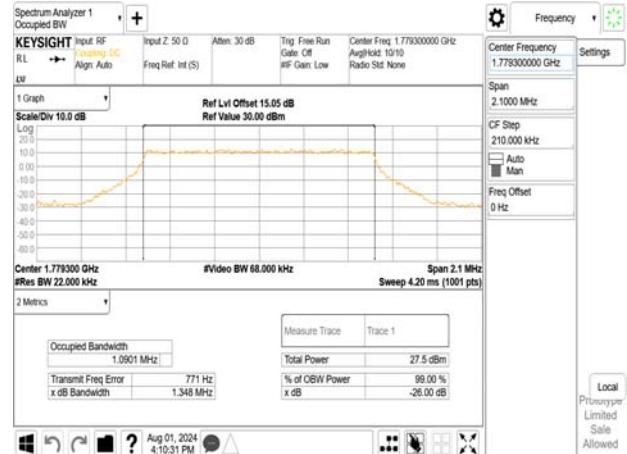 Spectrum Analyzer 1
Occupied BW
Frequency
KEYSIGHT Input: RF
RL
Coupling: DC
Align: Auto
Input Z: 50 Ω
Freq Ref: Int (S)
Atten: 30 dB
Trig: Free Run
Gate: Off
#IF Gain: Low
Center Freq: 1.779300000 GHz
Avg|Hold: 10/10
Radio Std: None
Center Frequency
1.779300000 GHz
Settings
Span
2.1000 MHz
CF Step
210.000 kHz
Auto
Man
Freq Offset
0 Hz
1 Graph
Scale/Div 10.0 dB
Ref Lvl Offset 15.05 dB
Ref Value 30.00 dBm
Log
20.0
10.0
0.00
-10.0
-20.0
-30.0
-40.0
-50.0
-60.0
Center 1.779300 GHz
#Res BW 22.000 kHz
#Video BW 68.000 kHz
Span 2.1 MHz
Sweep 4.20 ms (1001 pts)
2 Metrics
Occupied Bandwidth
1.0901 MHz
Transmit Freq Error 771 Hz
x dB Bandwidth 1.348 MHz
Measure Trace Trace 1
Total Power 27.5 dBm
% of OBW Power 99.00 %
x dB -26.00 dB
Local
Prototype
Limited
Sale
Allowed
? Aug 01, 2024
4:10:31 PM